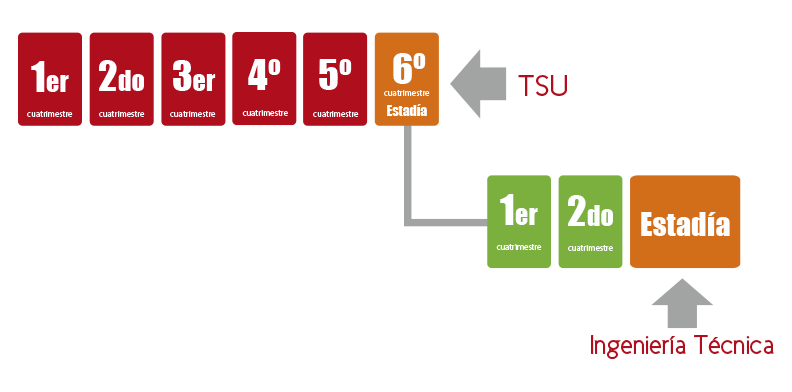 1er
cuatrimestre
2do
cuatrimestre
3er
cuatrimestre
4º
cuatrimestre
5º
cuatrimestre
6º
cuatrimestre
Estadía
TSU
1er
cuatrimestre
2do
cuatrimestre
Estadía
Ingeniería Técnica